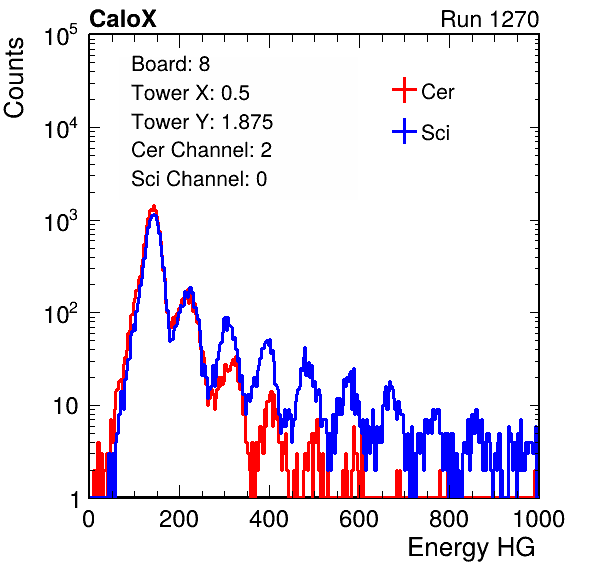 CaloX Run 1270
Counts
10^5
10^4
10^3
10^2
10
1
Board: 8
Tower X: 0.5
Tower Y: 1.875
Cer Channel: 2
Sci Channel: 0
Cer
Sci
0 200 400 600 800 1000
Energy HG